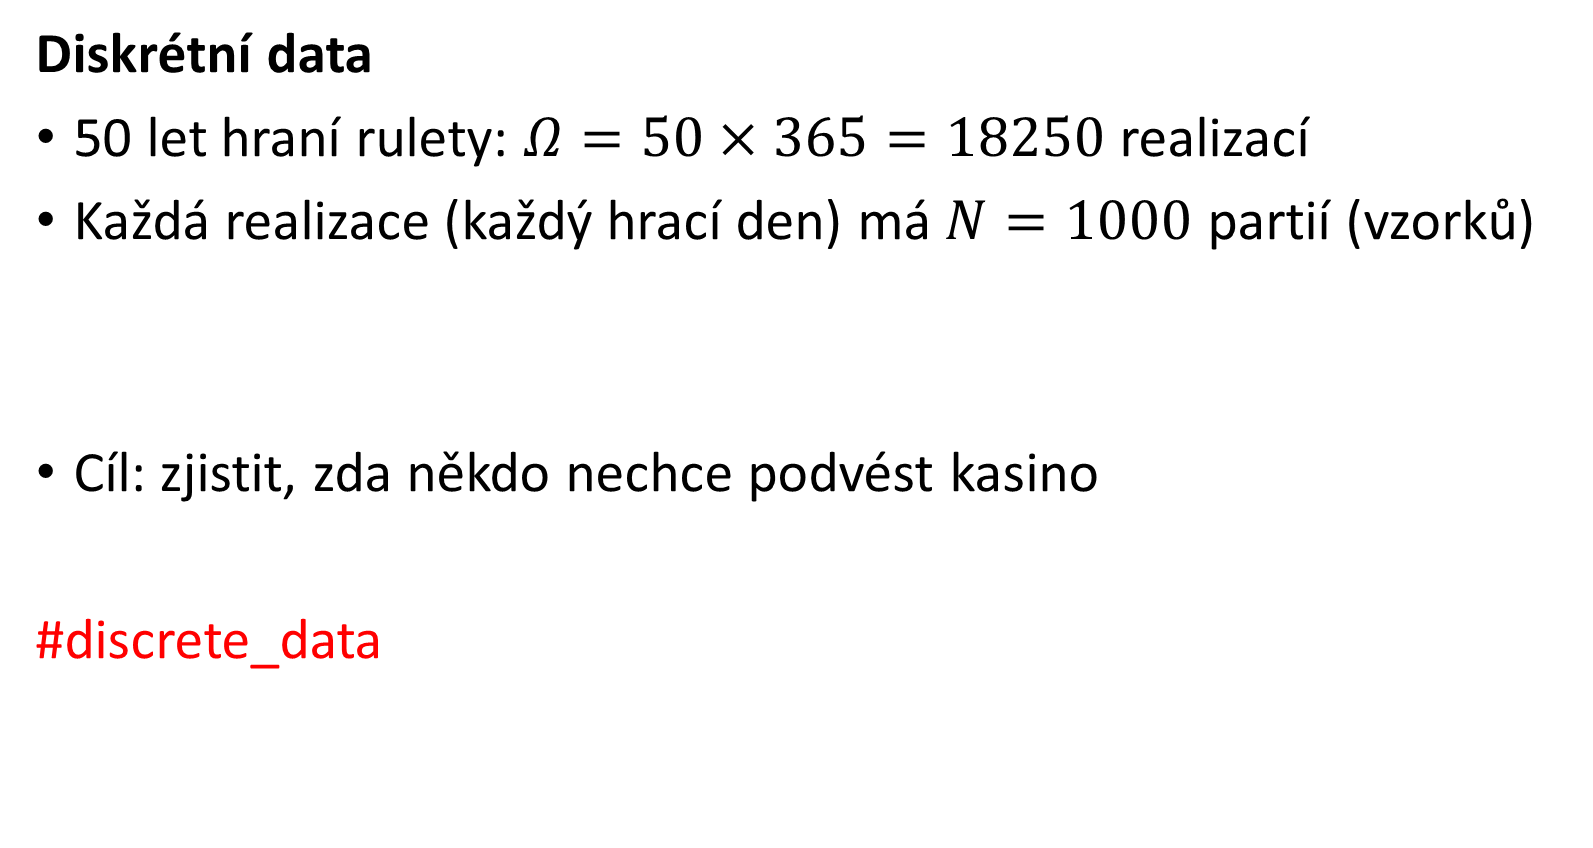 Diskrétní data
• 50 let hraní rulety: Ω = 50 × 365 = 18250 realizací
• Každá realizace (každý hrací den) má N = 1000 partií (vzorků)
• Cíl: zjistit, zda někdo nechce podvést kasino
#discrete_data